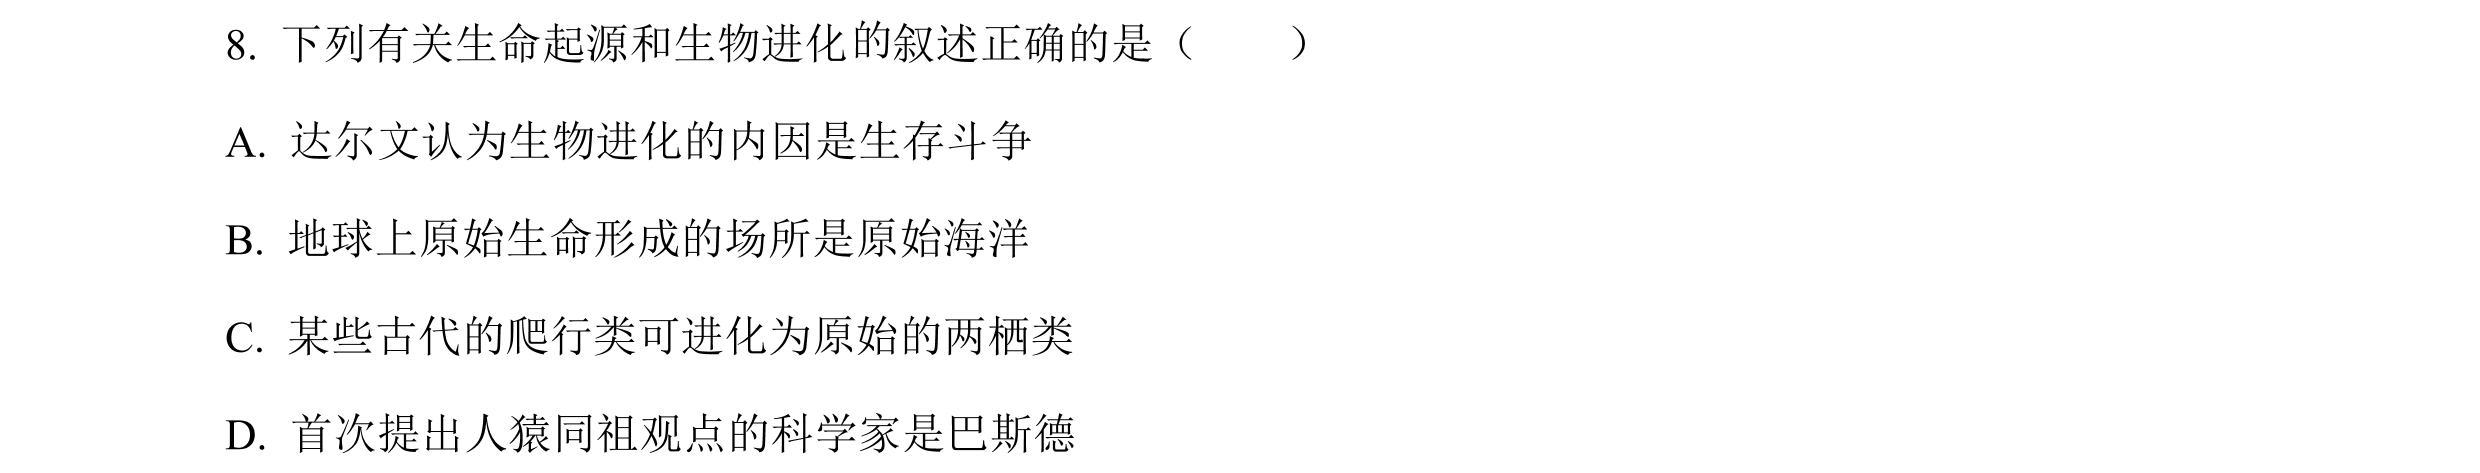 8. 下列有关生命起源和生物进化的叙述正确的是（　　）
A. 达尔文认为生物进化的内因是生存斗争
B. 地球上原始生命形成的场所是原始海洋
C. 某些古代的爬行类可进化为原始的两栖类
D. 首次提出人猿同祖观点的科学家是巴斯德